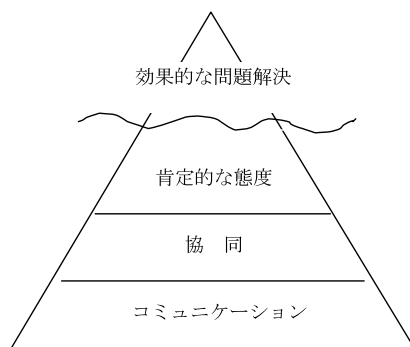 効果的な問題解決
肯定的な態度
協　同
コミュニケーション